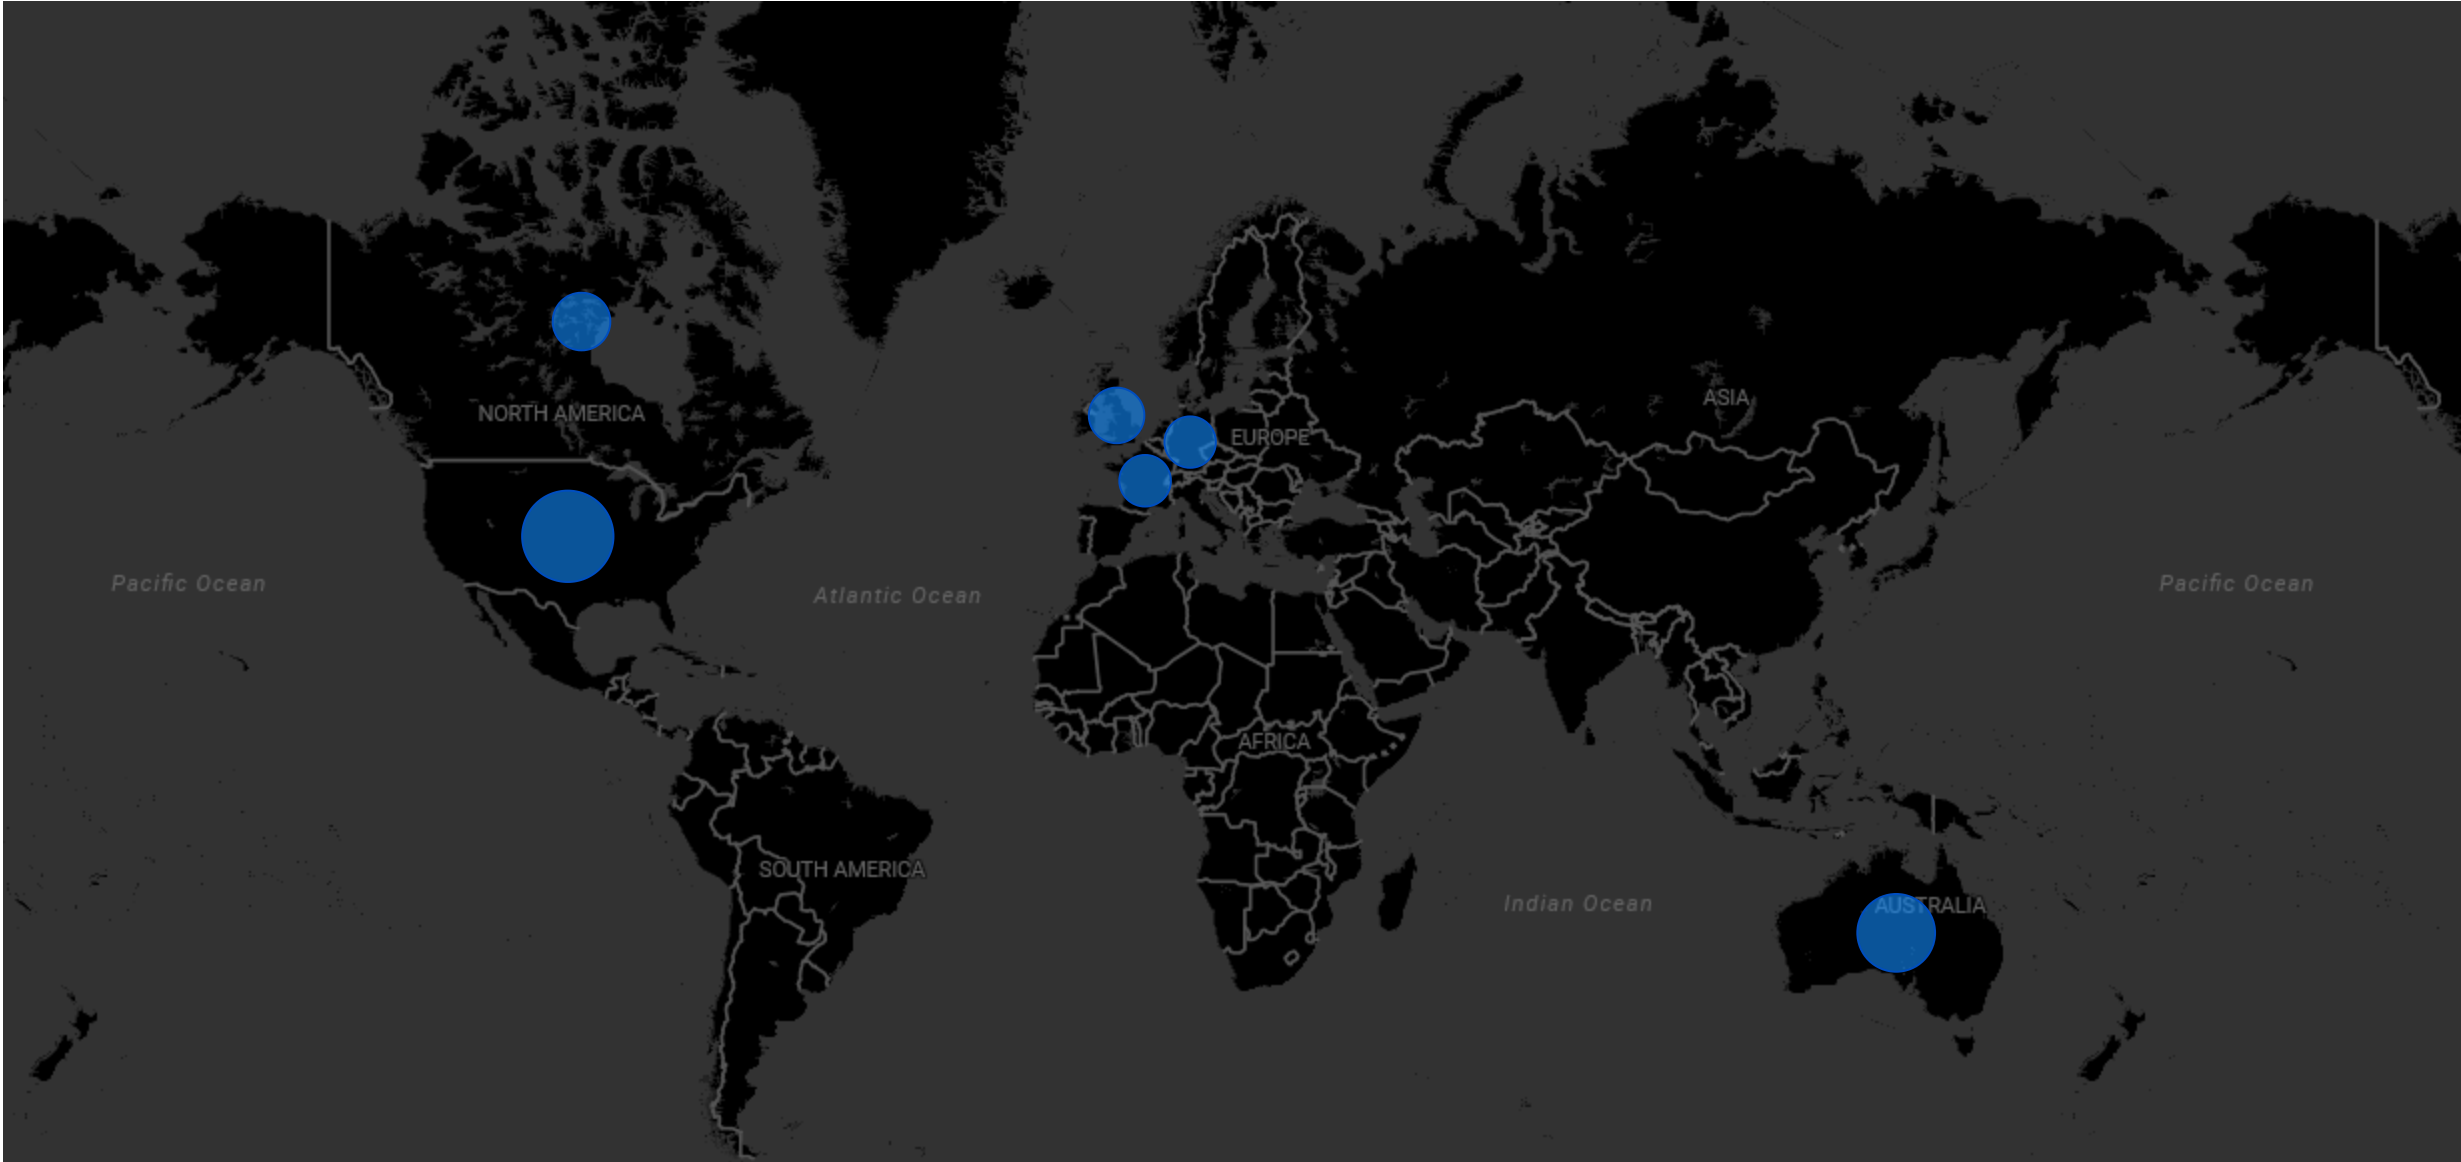 ASIA
NORTH AMERICA
EUROPE
Pacific Ocean
Atlantic Ocean
Pacific Ocean
AFRICA
SOUTH AMERICA
Indian Ocean
AUSTRALIA